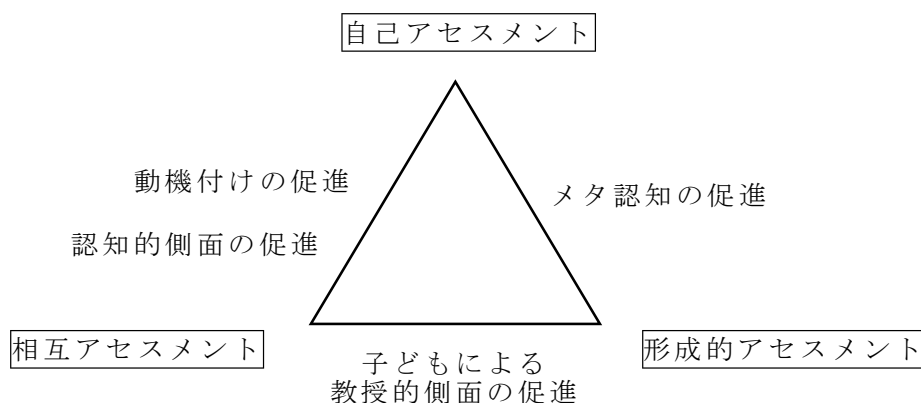 自己アセスメント
動機付けの促進
メタ認知の促進
認知的側面の促進
相互アセスメント
形成的アセスメント
子どもによる
教授的側面の促進